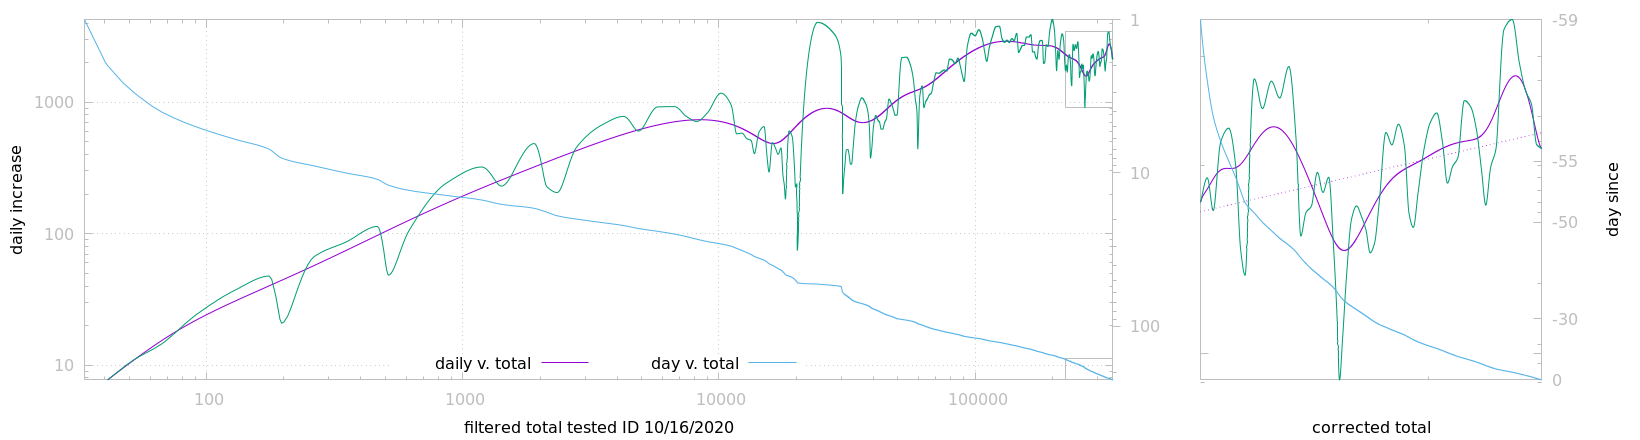 daily increase
1000
100
10
daily v. total
day v. total
100
1000
10000
100000
filtered total tested ID 10/16/2020
1
10
100
-59
-55
-50
-30
0
day since
corrected total